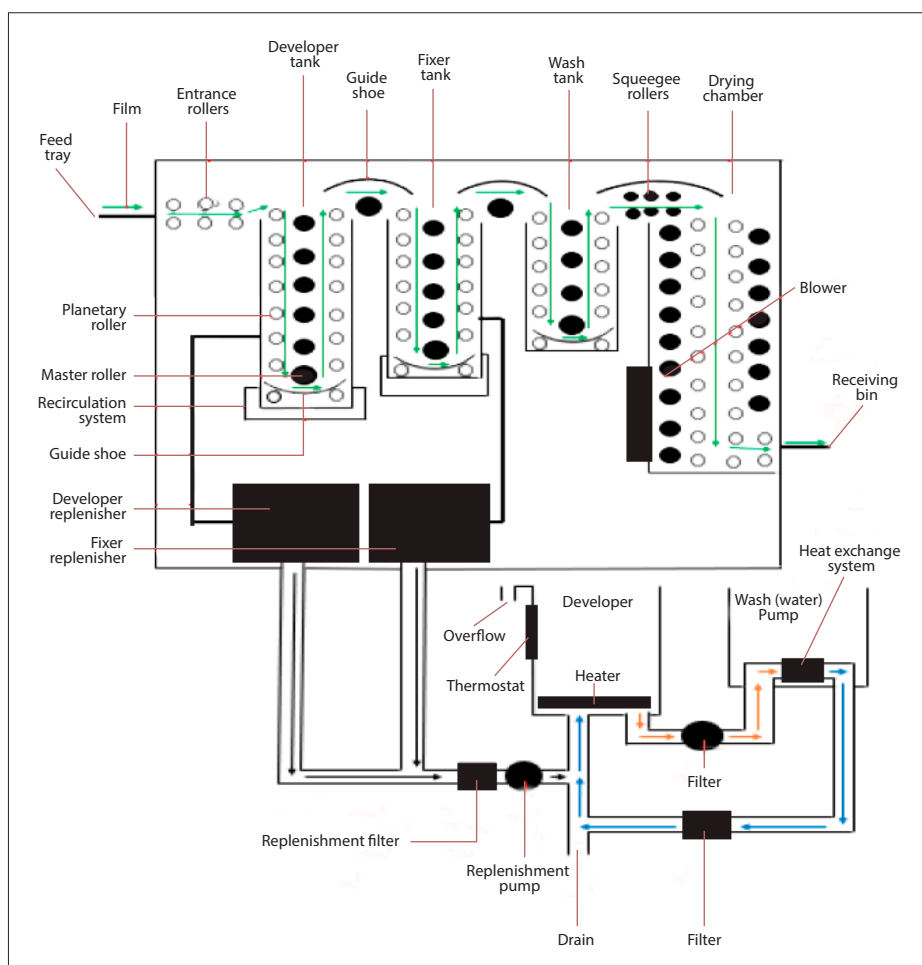 Developer
tank
Fixer
tank
Guide
shoe
Wash
tank
Squeegee
rollers
Drying
chamber
Entrance
rollers
Film
Feed
tray
Blower
Planetary
roller
Master roller
Receiving
bin
Recirculation
system
Guide shoe
Developer
replenisher
Fixer
replenisher
Heat exchange
system
Developer
Wash (water)
Pump
Overflow
Thermostat
Heater
Filter
Replenishment filter
Replenishment
pump
Drain
Filter